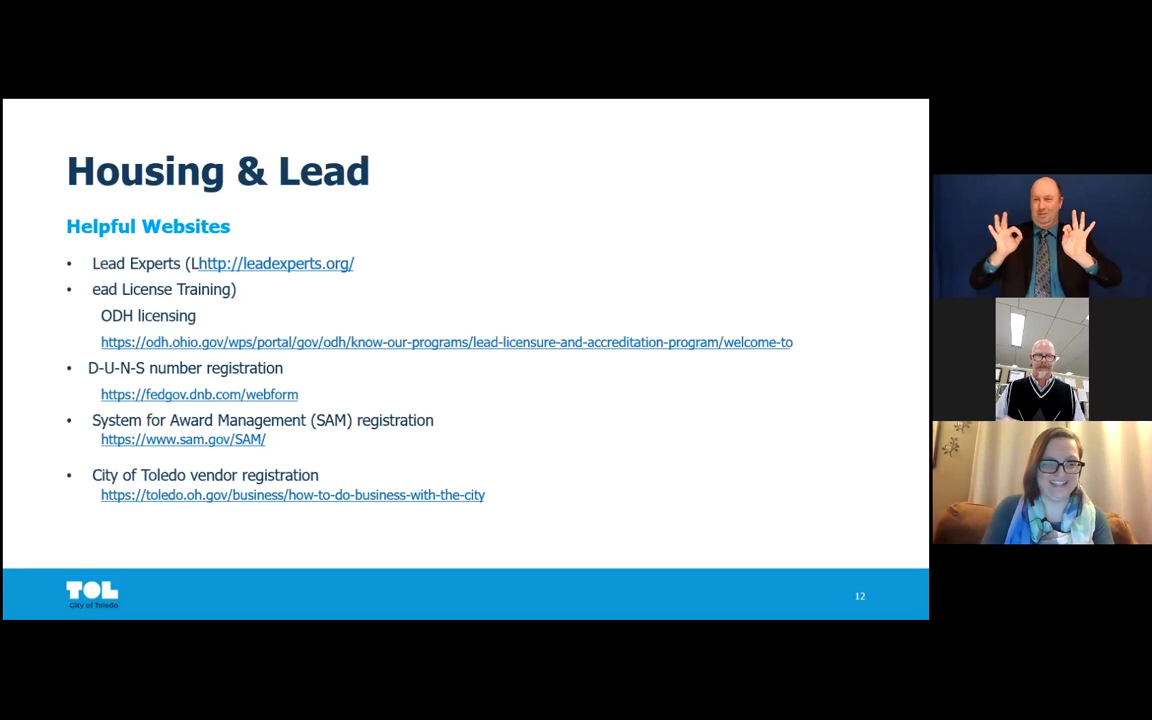 Housing & Lead
Helpful Websites
• Lead Experts (Lhttp://leadexperts.org/
• ead License Training)
ODH licensing
https://odh.ohio.gov/wps/portal/gov/odh/know-our-programs/lead-licensure-and-accreditation-program/welcome-to
• D-U-N-S number registration
https://fedgov.dnb.com/webform
• System for Award Management (SAM) registration
https://www.sam.gov/SAM/
• City of Toledo vendor registration
https://toledo.oh.gov/business/how-to-do-business-with-the-city
TOL
City of Toledo
12